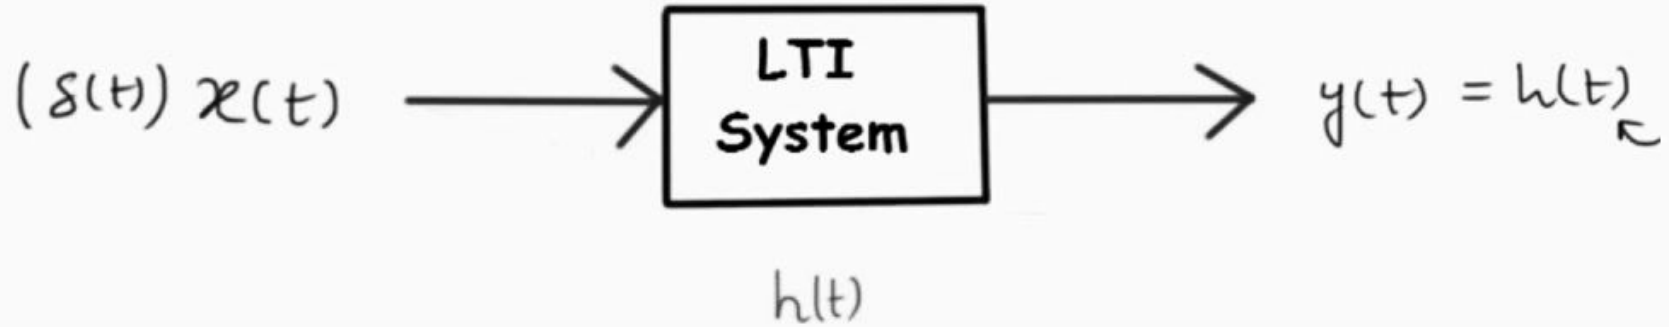 (δ(t)) x(t)
LTI
System
y(t) = h(t)
h(t)